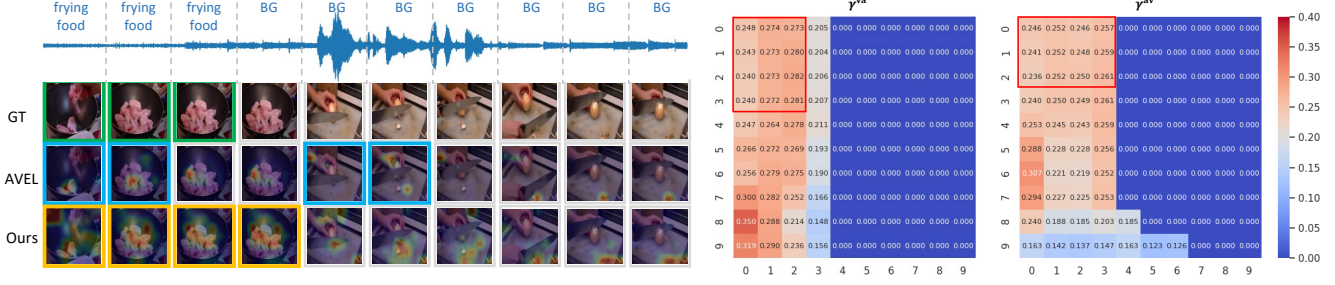 frying food frying food frying food BG BG BG BG BG BG BG
GT
AVEL
Ours
γva
0 0.248 0.274 0.273 0.205 0.000 0.000 0.000 0.000 0.000 0.000
1 0.243 0.273 0.280 0.204 0.000 0.000 0.000 0.000 0.000 0.000
2 0.240 0.273 0.282 0.206 0.000 0.000 0.000 0.000 0.000 0.000
3 0.240 0.272 0.281 0.207 0.000 0.000 0.000 0.000 0.000 0.000
4 0.247 0.264 0.278 0.211 0.000 0.000 0.000 0.000 0.000 0.000
5 0.266 0.272 0.269 0.193 0.000 0.000 0.000 0.000 0.000 0.000
6 0.256 0.279 0.275 0.190 0.000 0.000 0.000 0.000 0.000 0.000
7 0.300 0.282 0.252 0.166 0.000 0.000 0.000 0.000 0.000 0.000
8 0.350 0.288 0.214 0.148 0.000 0.000 0.000 0.000 0.000 0.000
9 0.319 0.290 0.236 0.156 0.000 0.000 0.000 0.000 0.000 0.000
0 1 2 3 4 5 6 7 8 9
γav
0 0.246 0.252 0.246 0.257 0.000 0.000 0.000 0.000 0.000 0.000
1 0.241 0.252 0.248 0.259 0.000 0.000 0.000 0.000 0.000 0.000
2 0.236 0.252 0.250 0.261 0.000 0.000 0.000 0.000 0.000 0.000
3 0.240 0.250 0.249 0.261 0.000 0.000 0.000 0.000 0.000 0.000
4 0.253 0.245 0.243 0.259 0.000 0.000 0.000 0.000 0.000 0.000
5 0.288 0.228 0.228 0.256 0.000 0.000 0.000 0.000 0.000 0.000
6 0.307 0.221 0.219 0.252 0.000 0.000 0.000 0.000 0.000 0.000
7 0.294 0.227 0.225 0.253 0.000 0.000 0.000 0.000 0.000 0.000
8 0.240 0.188 0.185 0.203 0.185 0.000 0.000 0.000 0.000 0.000
9 0.163 0.142 0.137 0.147 0.163 0.123 0.126 0.000 0.000 0.000
0 1 2 3 4 5 6 7 8 9
0.40
0.35
0.30
0.25
0.20
0.15
0.10
0.05
0.00